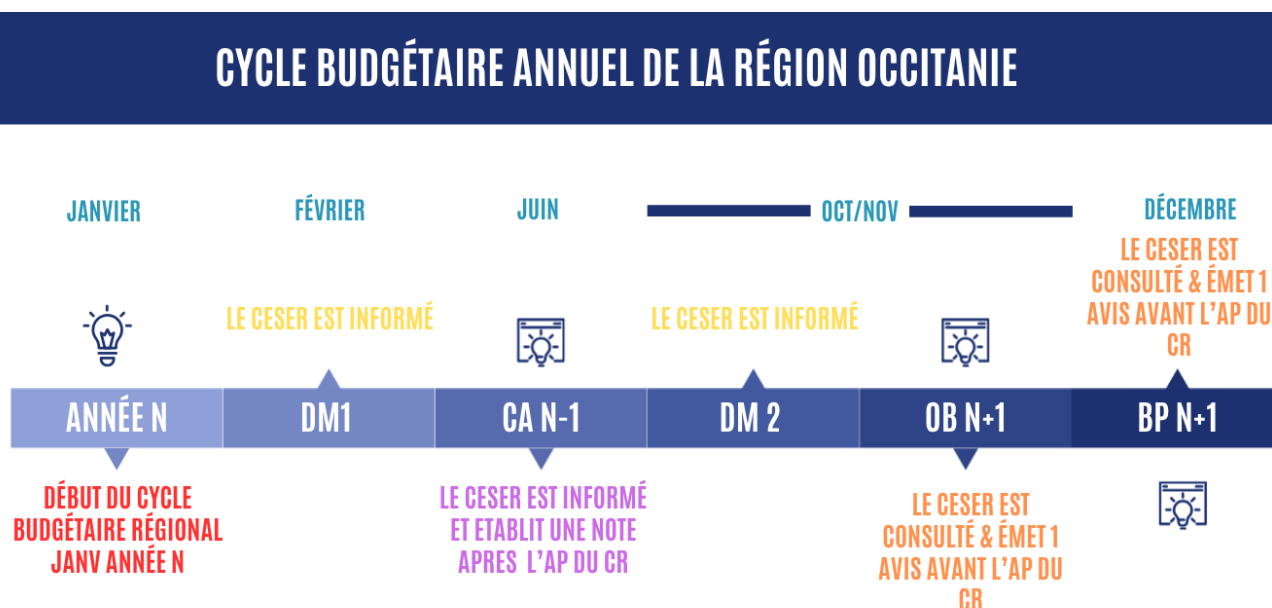 CYCLE BUDGÉTAIRE ANNUEL DE LA RÉGION OCCITANIE
JANVIER
FÉVRIER
JUIN
OCT/NOV
DÉCEMBRE
LE CESER EST INFORMÉ
LE CESER EST INFORMÉ
LE CESER EST
CONSULTÉ & ÉMET 1
AVIS AVANT L'AP DU
CR
ANNÉE N
DM1
CA N-1
DM 2
OB N+1
BP N+1
DÉBUT DU CYCLE
BUDGÉTAIRE RÉGIONAL
JANV ANNÉE N
LE CESER EST INFORMÉ
ET ETABLIT UNE NOTE
APRES L'AP DU CR
LE CESER EST
CONSULTÉ & ÉMET 1
AVIS AVANT L'AP DU
CR